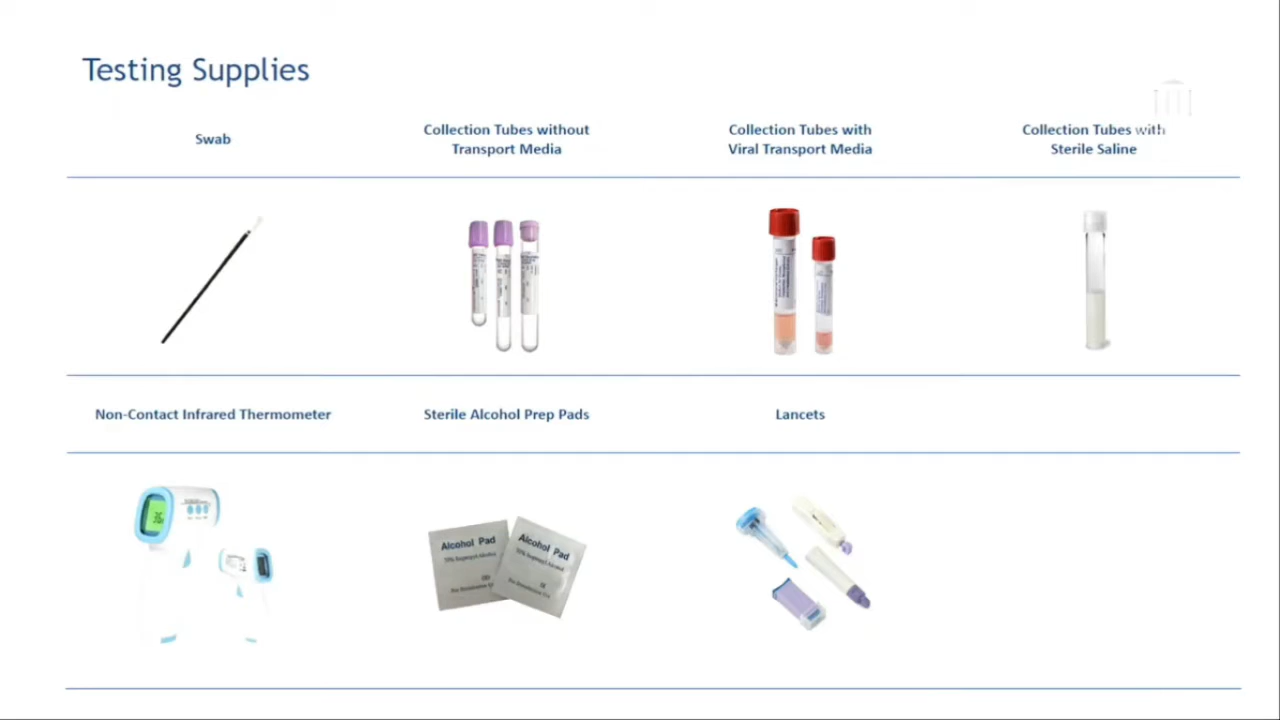 Testing Supplies
Swab
Collection Tubes without
Transport Media
Collection Tubes with
Viral Transport Media
Collection Tubes with
Sterile Saline
Non-Contact Infrared Thermometer
Sterile Alcohol Prep Pads
Lancets
Alcohol Pad
Alcohol Pad